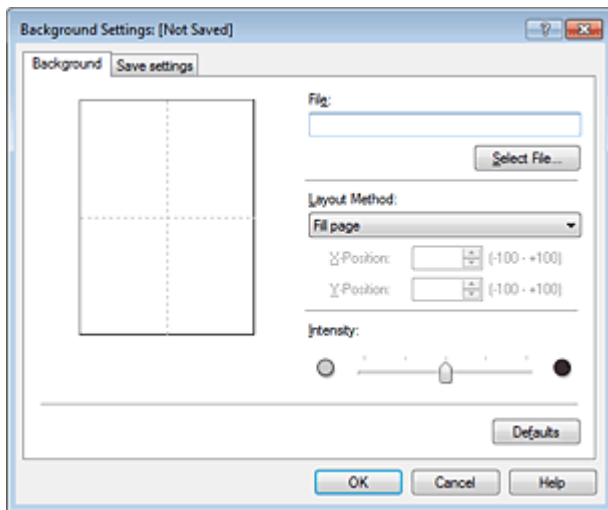 Background Settings: [Not Saved]
Background Save settings
File:
Select File...
Layout Method:
Fill page
X-Position: (-100 - +100)
Y-Position: (-100 - +100)
Intensity:
Defaults
OK Cancel Help